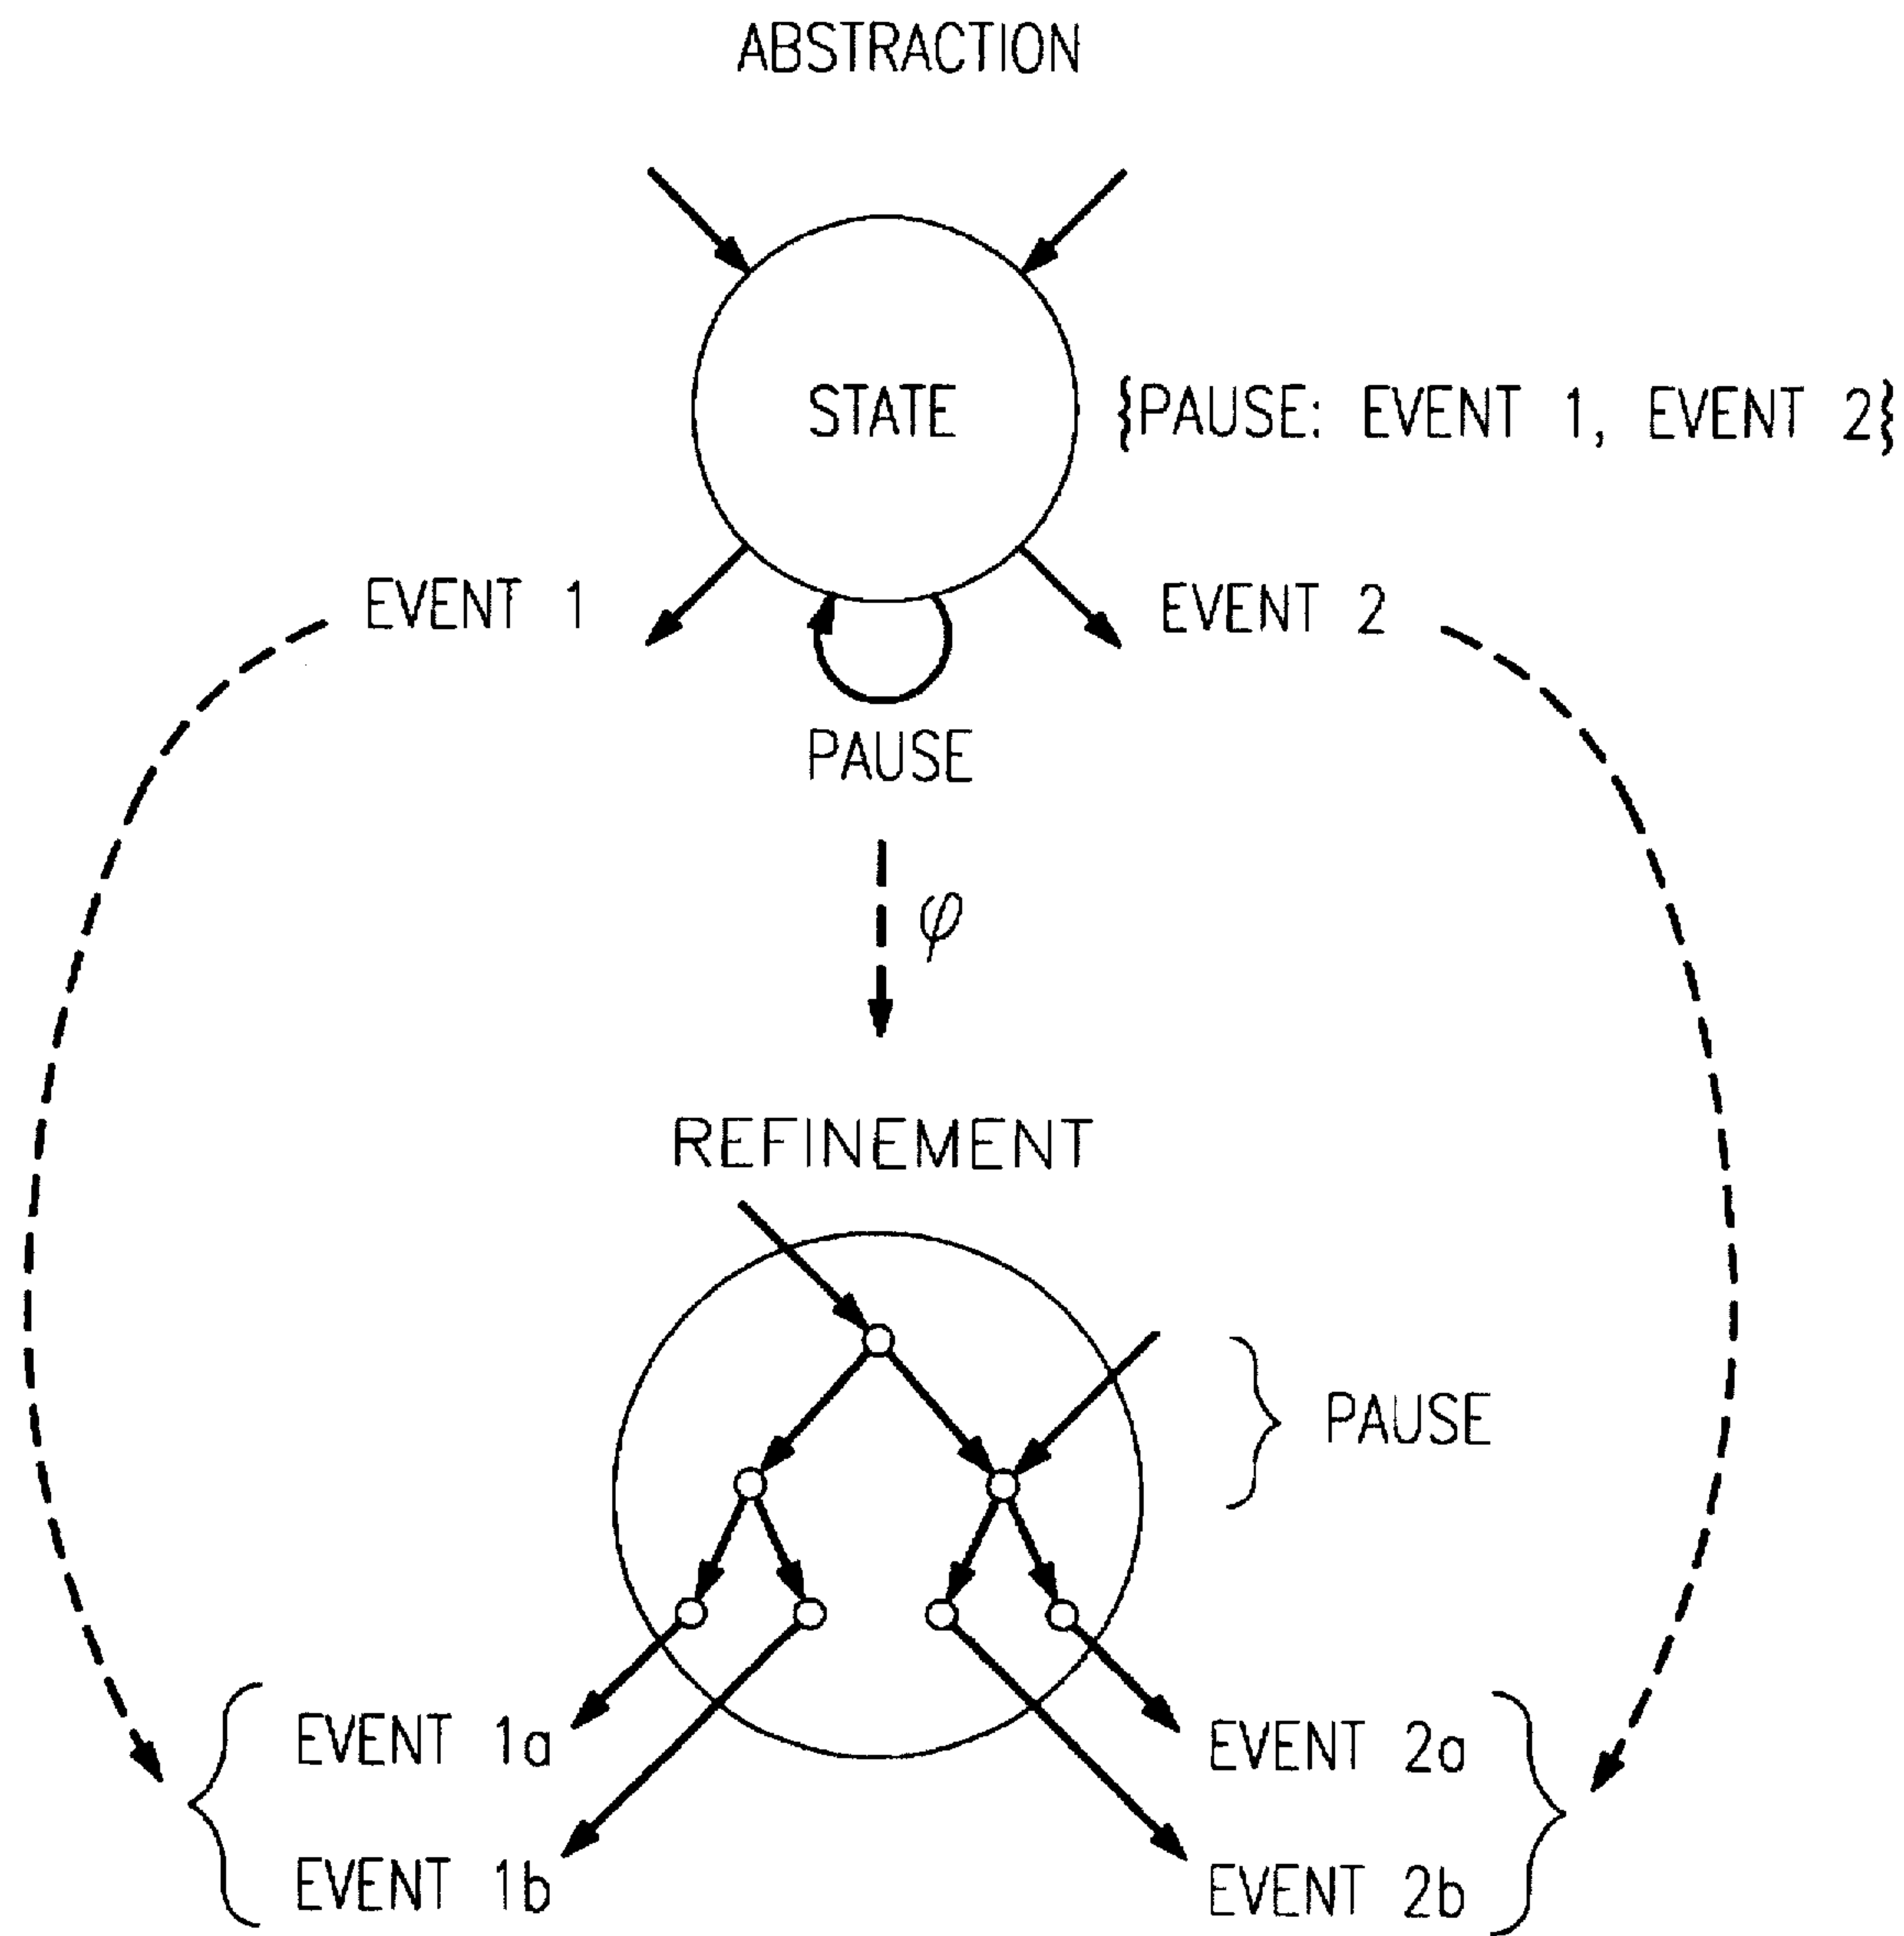 ABSTRACTION
STATE
{PAUSE: EVENT 1, EVENT 2}
EVENT 1
EVENT 2
PAUSE
φ
REFINEMENT
PAUSE
EVENT 1a
EVENT 2a
EVENT 1b
EVENT 2b